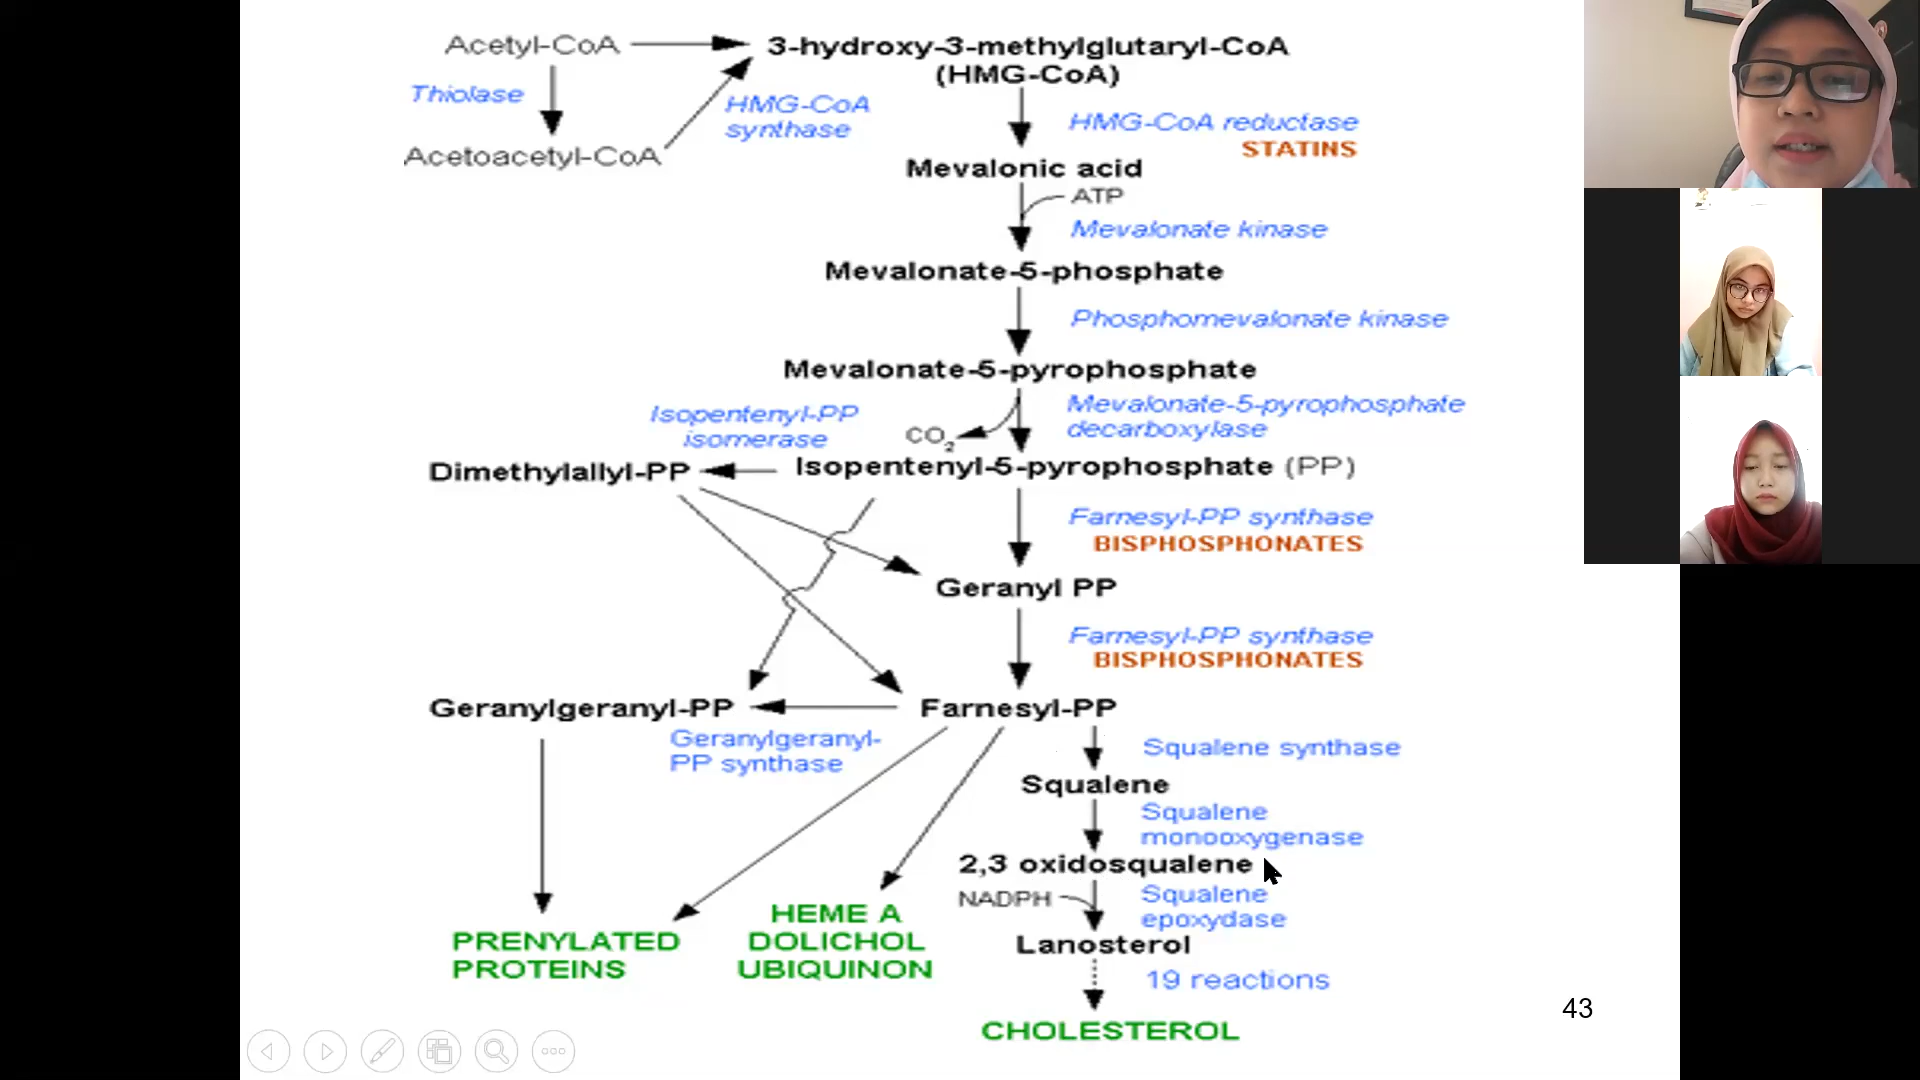 Acetyl-CoA
3-hydroxy-3-methylglutaryl-CoA
(HMG-CoA)
Thiolase
HMG-CoA
synthase
HMG-CoA reductase
STATINS
Acetoacetyl-CoA
Mevalonic acid
ATP
Mevalonate kinase
Mevalonate-5-phosphate
Phosphomevalonate kinase
Mevalonate-5-pyrophosphate
Isopentenyl-PP
isomerase
CO2
Mevalonate-5-pyrophosphate
decarboxylase
Dimethylallyl-PP
Isopentenyl-5-pyrophosphate (PP)
Farnesyl-PP synthase
BISPHOSPHONATES
Geranyl PP
Farnesyl-PP synthase
BISPHOSPHONATES
Geranylgeranyl-PP
Farnesyl-PP
Geranylgeranyl-
PP synthase
Squalene synthase
Squalene
Squalene
monooxygenase
2,3 oxidosqualene
NADPH
Squalene
epoxydase
Lanosterol
19 reactions
CHOLESTEROL
PRENYLATED
PROTEINS
HEME A
DOLICHOL
UBIQUINON
43